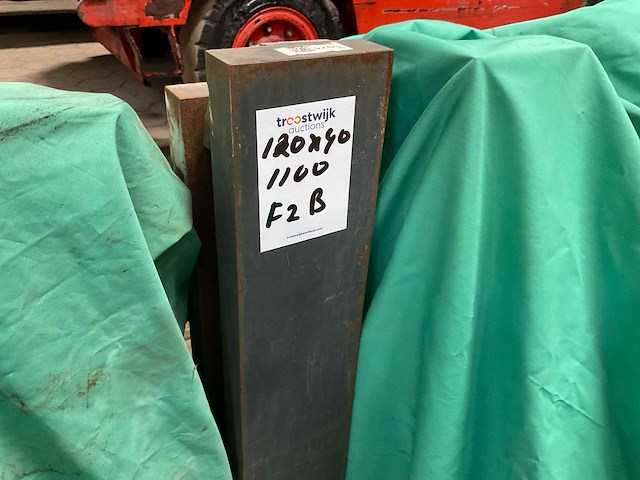 troostwijk
auctions
120x40
1100
F2B